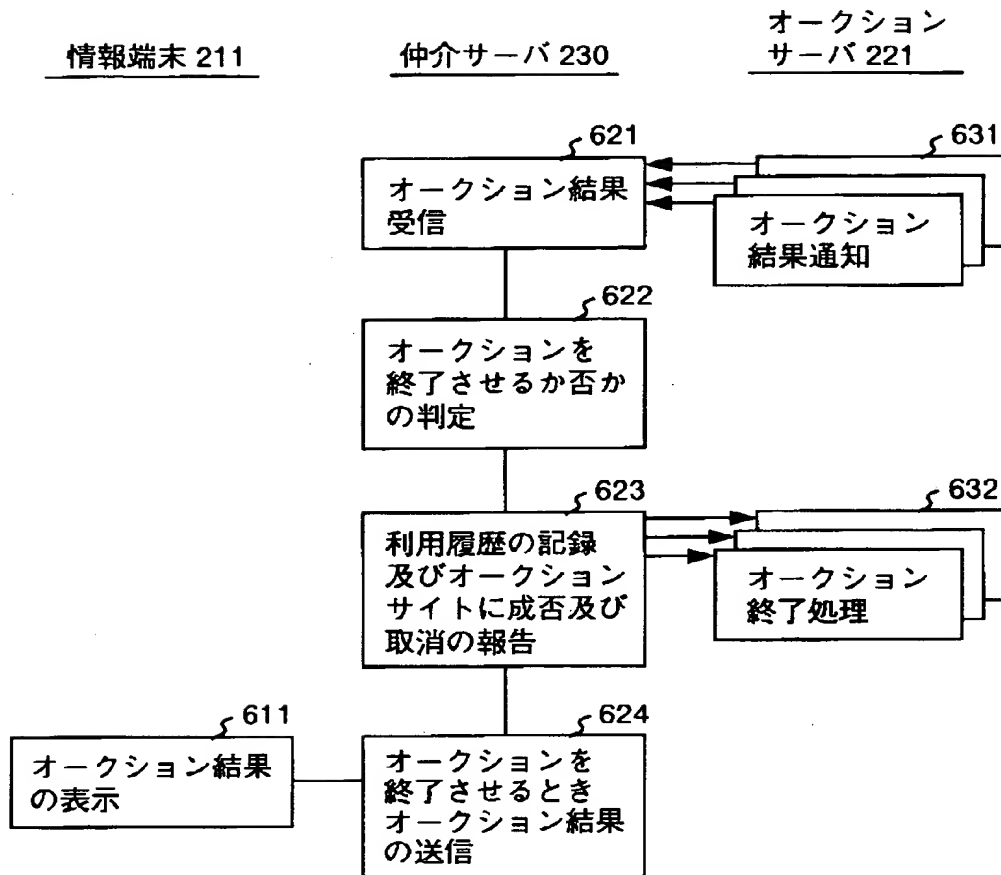 情報端末 211
仲介サーバ 230
オークション
サーバ 221
621
オークション結果
受信
631
オークション
結果通知
622
オークションを
終了させるか否か
の判定
623
利用履歴の記録
及びオークション
サイトに成否及び
取消の報告
632
オークション
終了処理
611
オークション結果
の表示
624
オークションを
終了させるとき
オークション結果
の送信